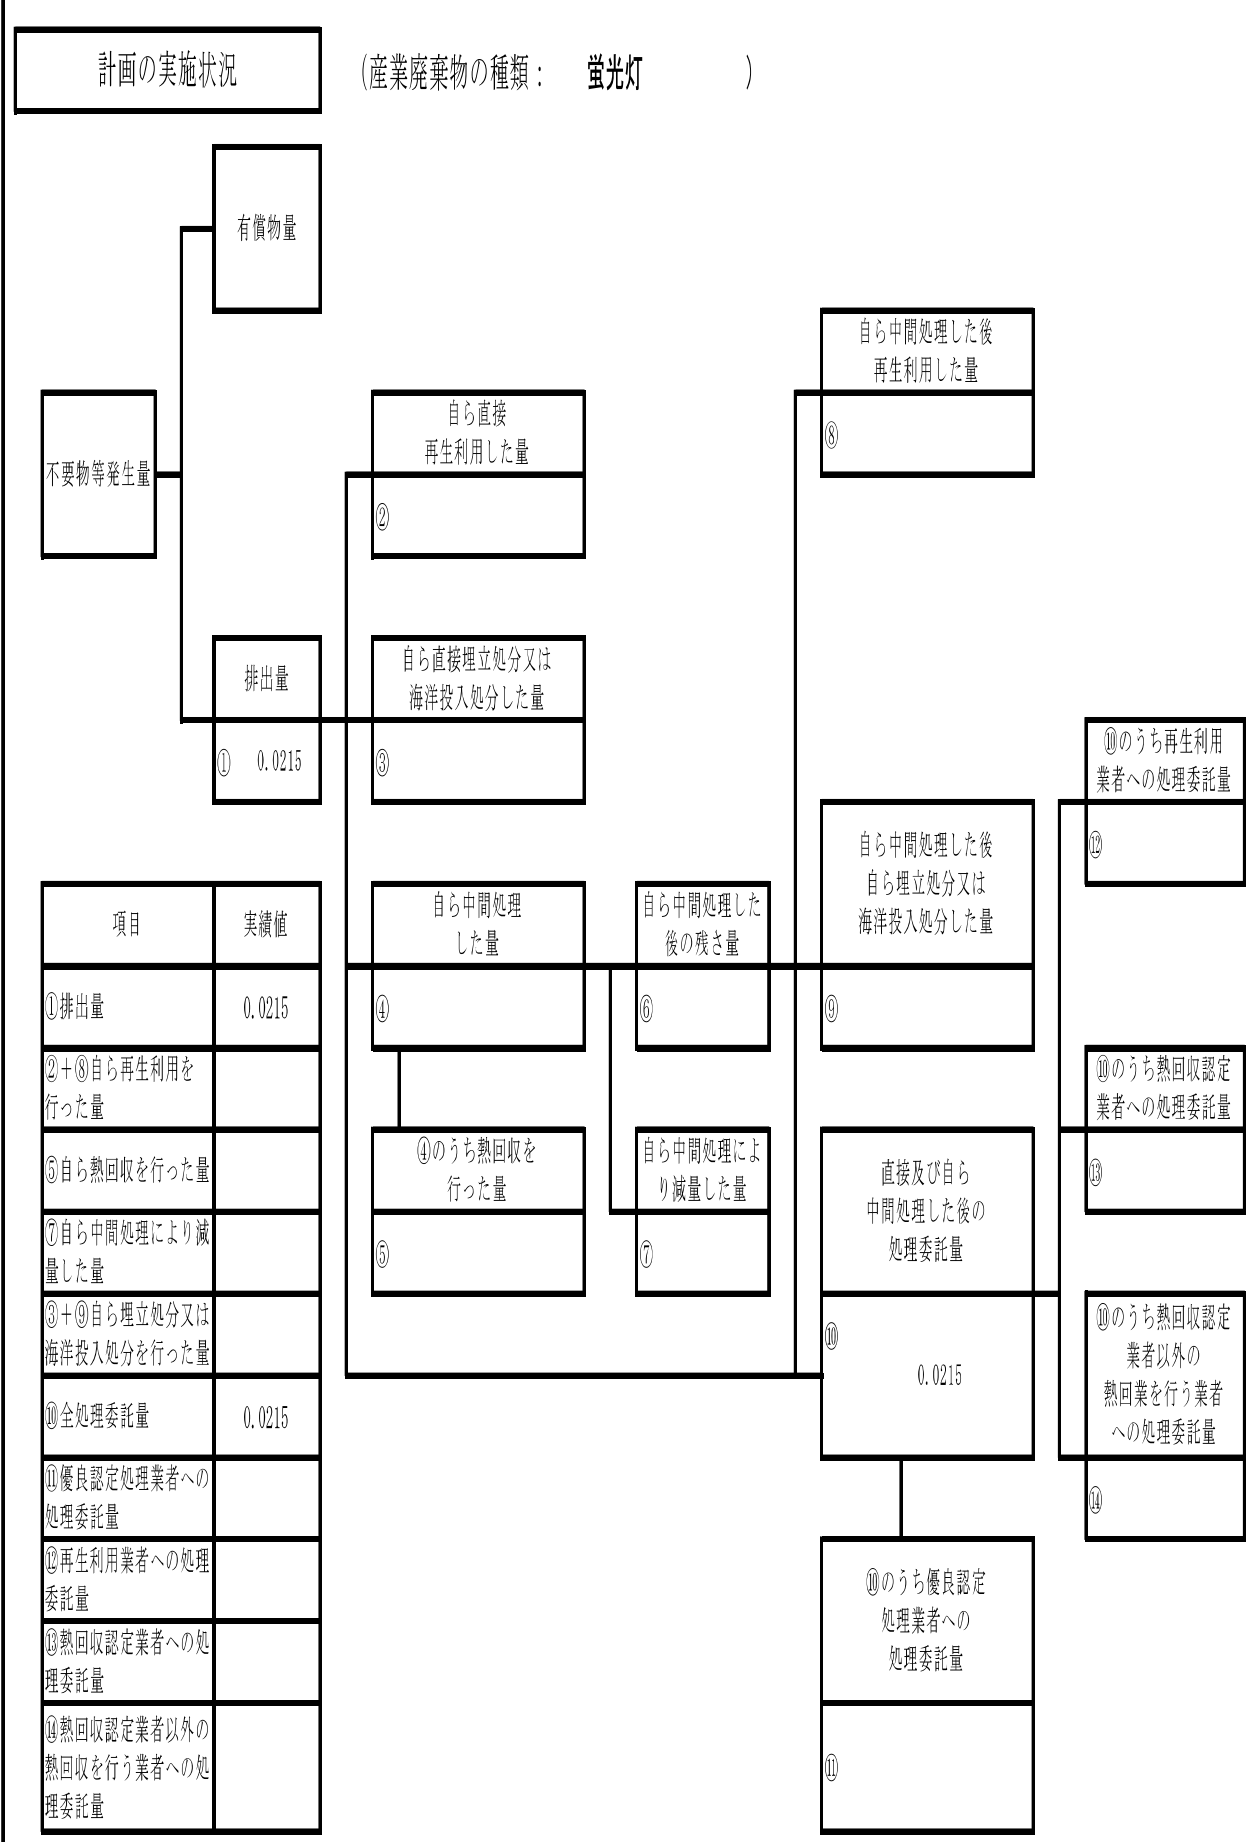 計画の実施状況
(産業廃棄物の種類： 蛍光灯 )
有償物量
不要物等発生量
排出量
① 0.0215
自ら直接
再生利用した量
②
自ら直接埋立処分又は
海洋投入処分した量
③
自ら中間処理
した量
④
④のうち熱回収を
行った量
⑤
自ら中間処理した
後の残さ量
⑥
自ら中間処理によ
り減量した量
⑦
自ら中間処理した後
再生利用した量
⑧
自ら中間処理した後
自ら埋立処分又は
海洋投入処分した量
⑨
直接及び自ら
中間処理した後の
処理委託量
⑩
0.0215
⑩のうち優良認定
処理業者への
処理委託量
⑪
⑩のうち再生利用
業者への処理委託量
⑫
⑩のうち熱回収認定
業者への処理委託量
⑬
⑩のうち熱回収認定
業者以外の
熱回業を行う業者
への処理委託量
⑭
項目 実績値
①排出量 0.0215
②＋⑧自ら再生利用を
行った量
⑤自ら熱回収を行った量
⑦自ら中間処理により減
量した量
③＋⑨自ら埋立処分又は
海洋投入処分を行った量
⑩全処理委託量 0.0215
⑪優良認定処理業者への
処理委託量
⑫再生利用業者への処理
委託量
⑬熱回収認定業者への処
理委託量
⑭熱回収認定業者以外の
熱回収を行う業者への処
理委託量